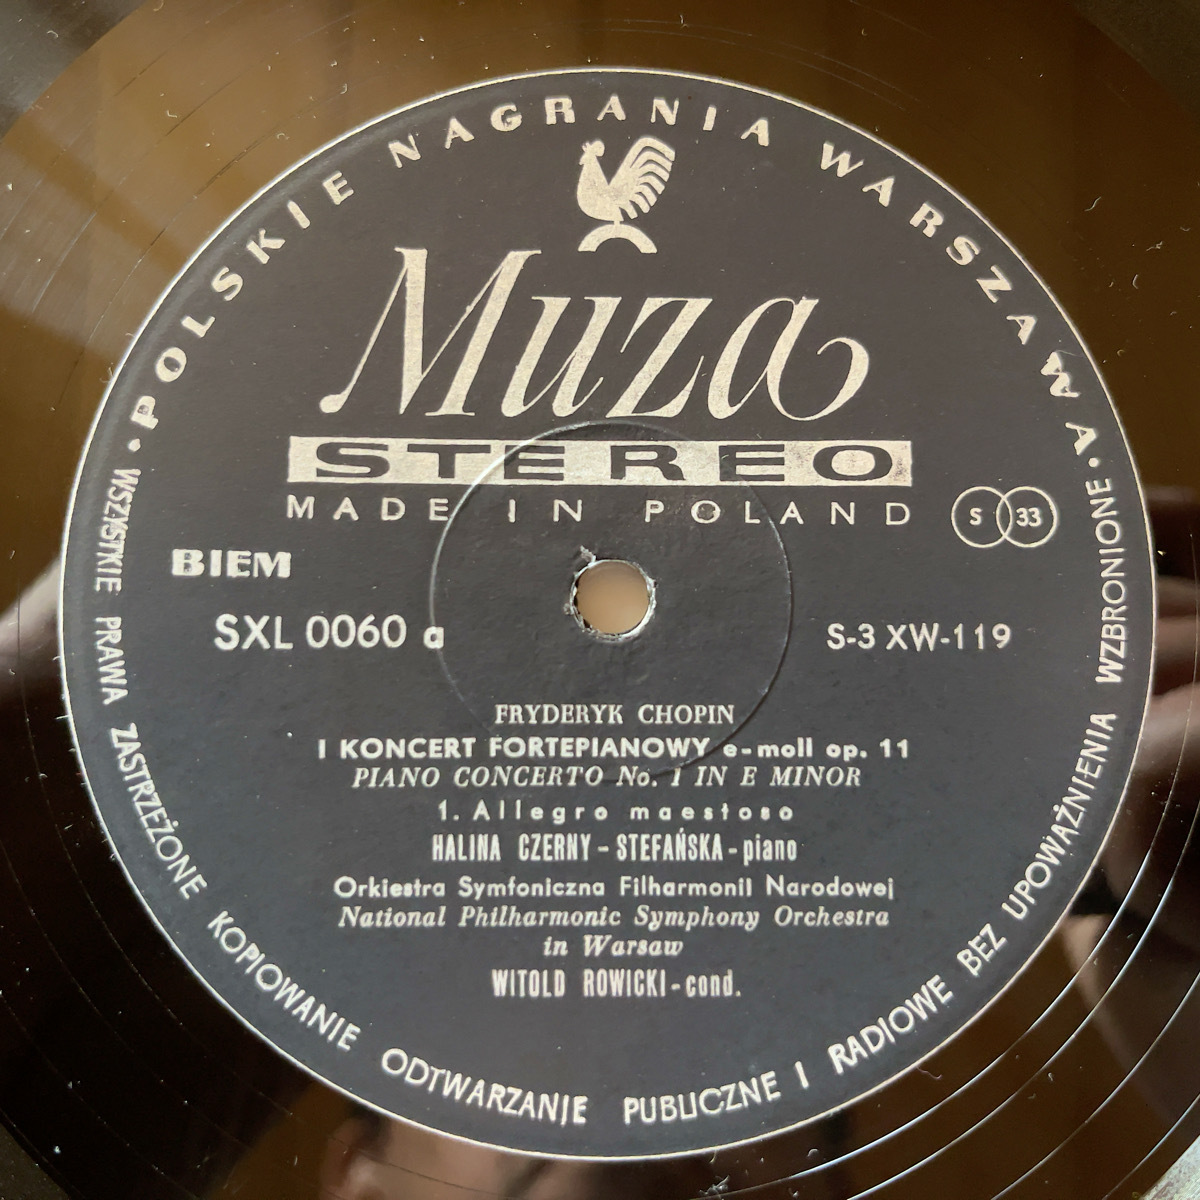 • POLSKIE NAGRANIA WARSZAWA •
Muza
STEREO
MADE IN POLAND
S 33
BIEM
SXL 0060 a
S-3 XW-119
FRYDERYK CHOPIN
I KONCERT FORTEPIANOWY e-moll op. 11
PIANO CONCERTO No. 1 IN E MINOR
1. Allegro maestoso
HALINA CZERNY-STEFAŃSKA-piano
Orkiestra Symfoniczna Filharmonii Narodowej
National Philharmonic Symphony Orchestra
in Warsaw
WITOLD ROWICKI-cond.
WSZYSTKIE PRAWA ZASTRZEŻONE KOPIOWANIE ODTWARZANIE PUBLICZNE I RADIOWE BEZ UPOWAŻNIENIA WZBRONIONE